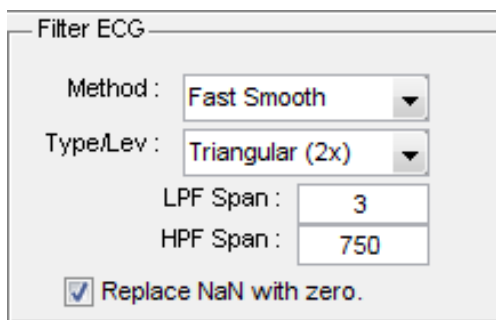 Filter ECG
Method : Fast Smooth
Type/Lev : Triangular (2x)
LPF Span : 3
HPF Span : 750
Replace NaN with zero.